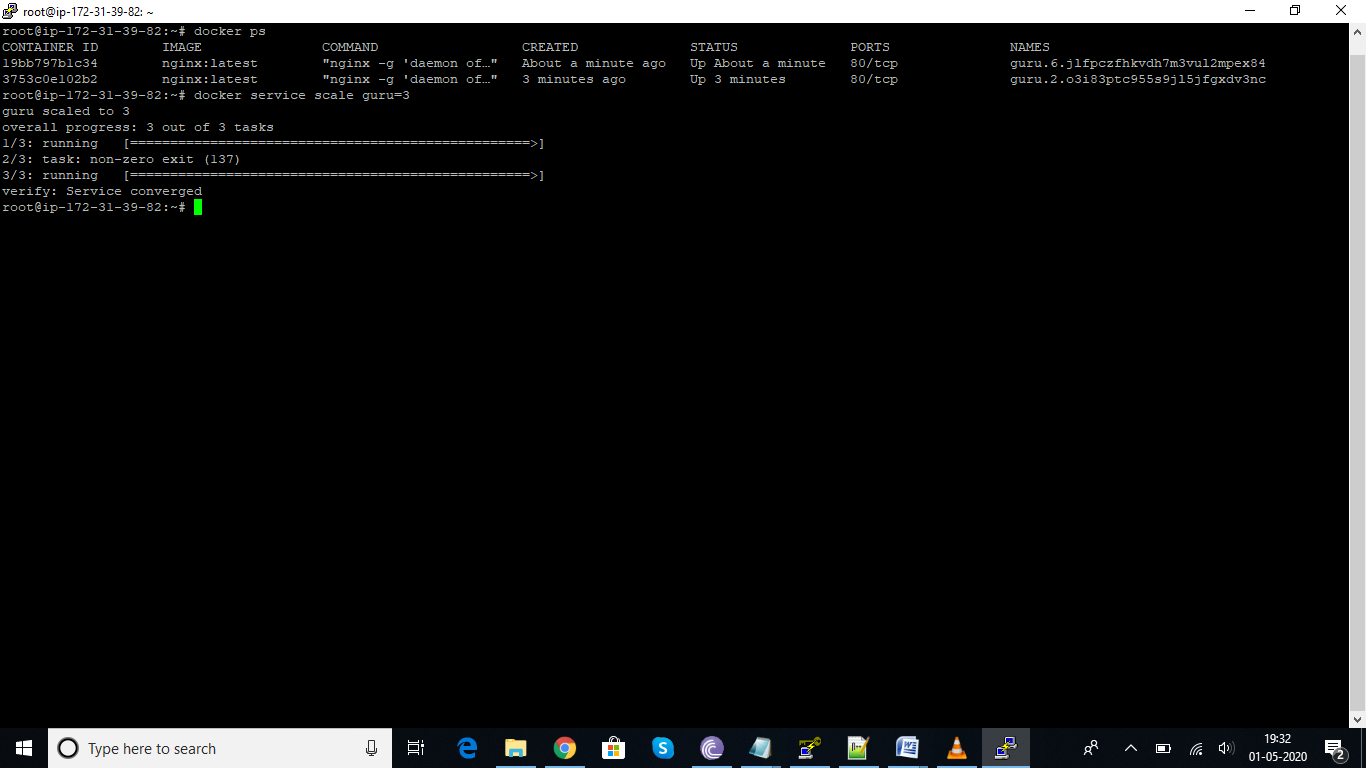 root@ip-172-31-39-82: ~
root@ip-172-31-39-82:~# docker ps
CONTAINER ID        IMAGE               COMMAND                  CREATED              STATUS              PORTS               NAMES
19bb797b1c34        nginx:latest        "nginx -g 'daemon of…"   About a minute ago   Up About a minute   80/tcp              guru.6.jlfpczfhkvdh7m3vul2mpex84
3753c0e102b2        nginx:latest        "nginx -g 'daemon of…"   3 minutes ago        Up 3 minutes        80/tcp              guru.2.o3i83ptc955s9jl5jfgxdv3nc
root@ip-172-31-39-82:~# docker service scale guru=3
guru scaled to 3
overall progress: 3 out of 3 tasks
1/3: running   [==================================================>]
2/3: task: non-zero exit (137)
3/3: running   [==================================================>]
verify: Service converged
root@ip-172-31-39-82:~#
Type here to search
19:32
01-05-2020
2